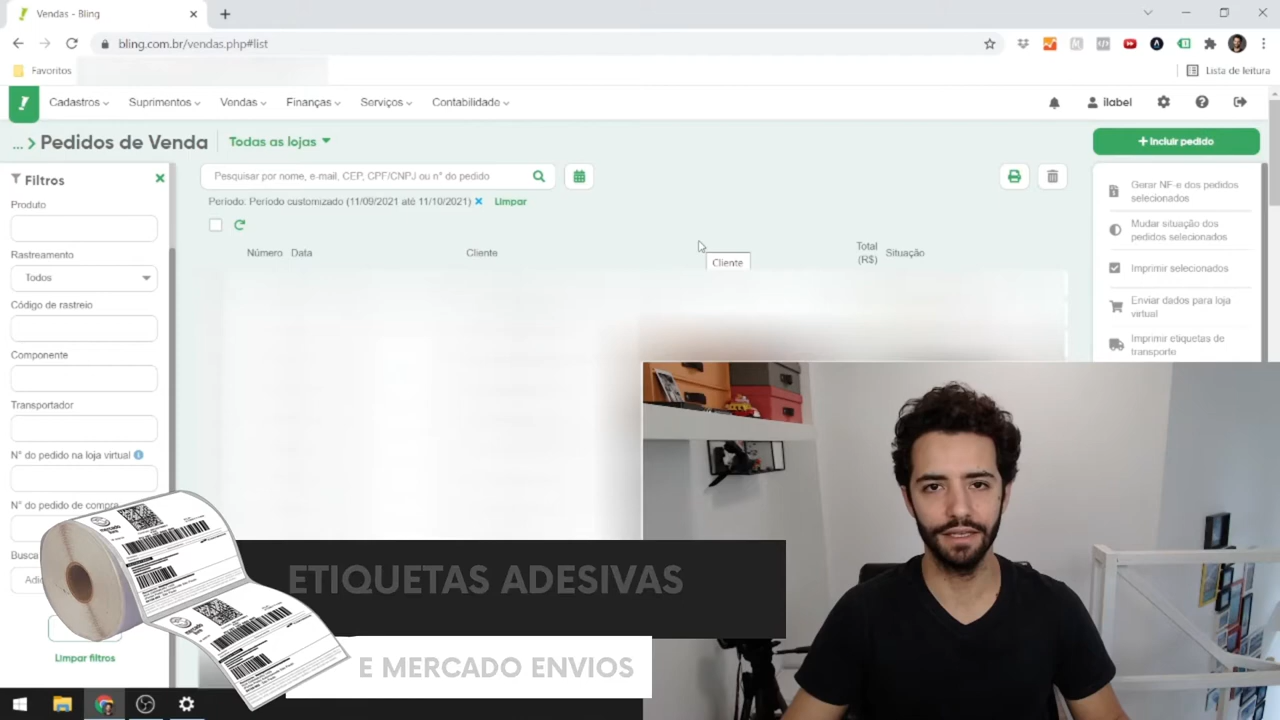 Vendas - Bling
bling.com.br/vendas.php#list
Favoritos
Lista de leitura
Cadastros
Suprimentos
Vendas
Finanças
Serviços
Contabilidade
ilabel
... > Pedidos de Venda
Todas as lojas
+ Incluir pedido
Filtros
Produto
Rastreamento
Todos
Código de rastreio
Componente
Transportador
N° do pedido na loja virtual
N° do pedido de compra
Busca
Adi
Limpar filtros
Pesquisar por nome, e-mail, CEP, CPF/CNPJ ou n° do pedido
Período: Período customizado (11/09/2021 até 11/10/2021) × Limpar
Número
Data
Cliente
Total
(R$)
Situação
Cliente
Gerar NF-e dos pedidos
selecionados
Mudar situação dos
pedidos selecionados
Imprimir selecionados
Enviar dados para loja
virtual
Imprimir etiquetas de
transporte
ETIQUETAS ADESIVAS
E MERCADO ENVIOS